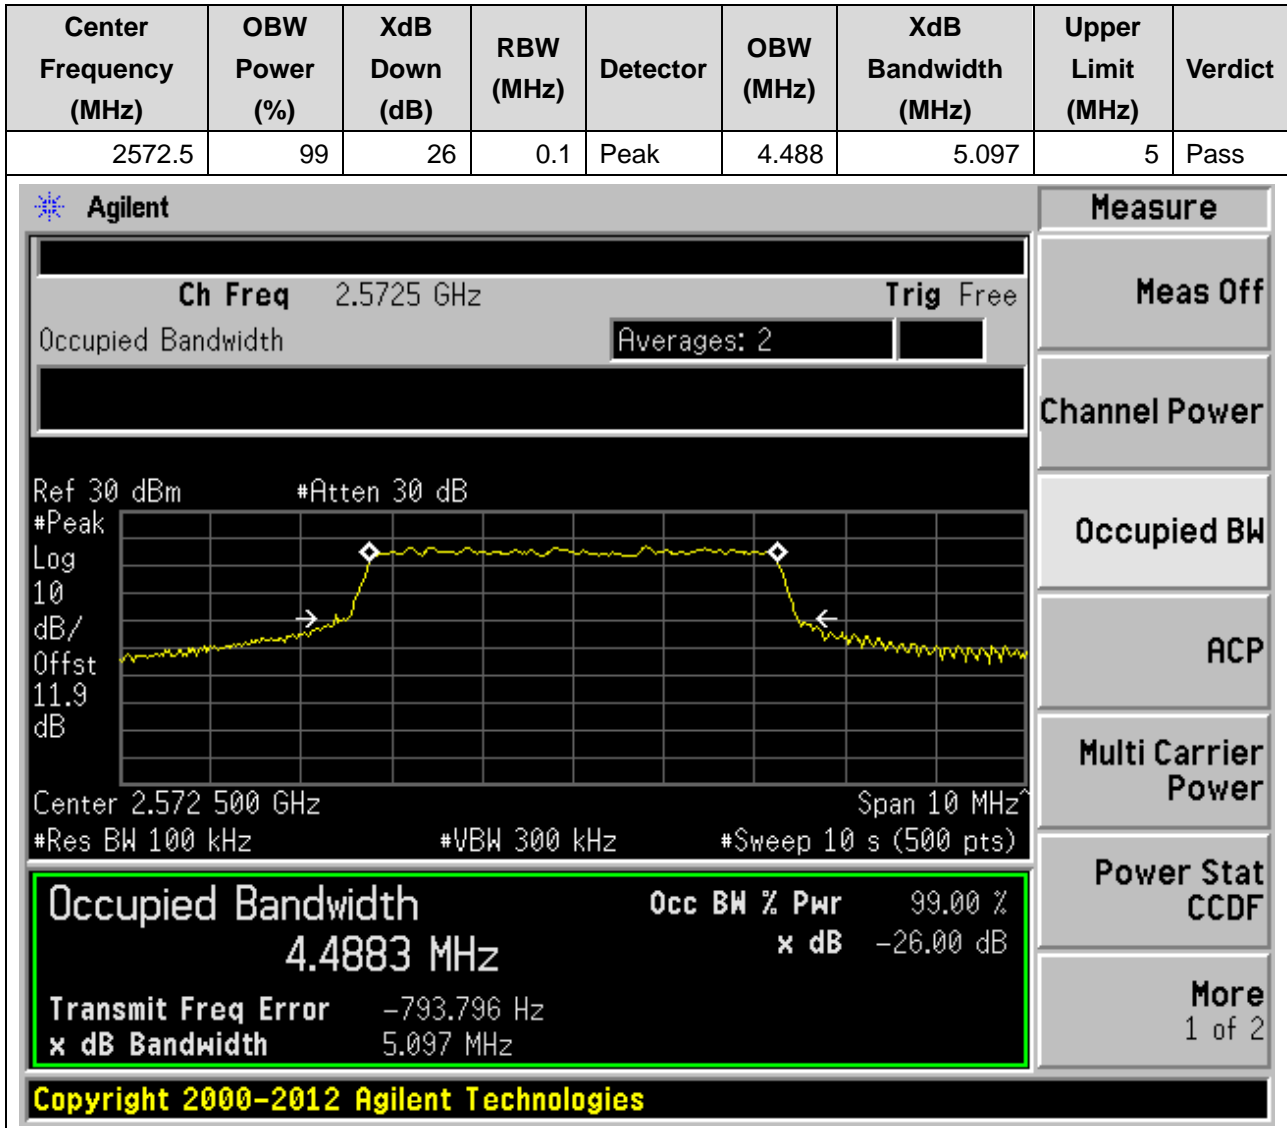 Center Frequency (MHz) OBW Power (%) XdB Down (dB) RBW (MHz) Detector OBW (MHz) XdB Bandwidth (MHz) Upper Limit (MHz) Verdict
2572.5 99 26 0.1 Peak 4.488 5.097 5 Pass
Agilent
Measure
Ch Freq 2.5725 GHz Trig Free
Meas Off
Occupied Bandwidth Averages: 2
Channel Power
Ref 30 dBm #Atten 30 dB
#Peak
Log
10
dB/
Offst
11.9
dB
Occupied BW
ACP
Multi Carrier
Power
Center 2.572 500 GHz Span 10 MHz^
#Res BW 100 kHz #VBW 300 kHz #Sweep 10 s (500 pts)
Power Stat
CCDF
Occupied Bandwidth Occ BW % Pwr 99.00 %
4.4883 MHz x dB -26.00 dB
Transmit Freq Error -793.796 Hz
x dB Bandwidth 5.097 MHz
More
1 of 2
Copyright 2000-2012 Agilent Technologies